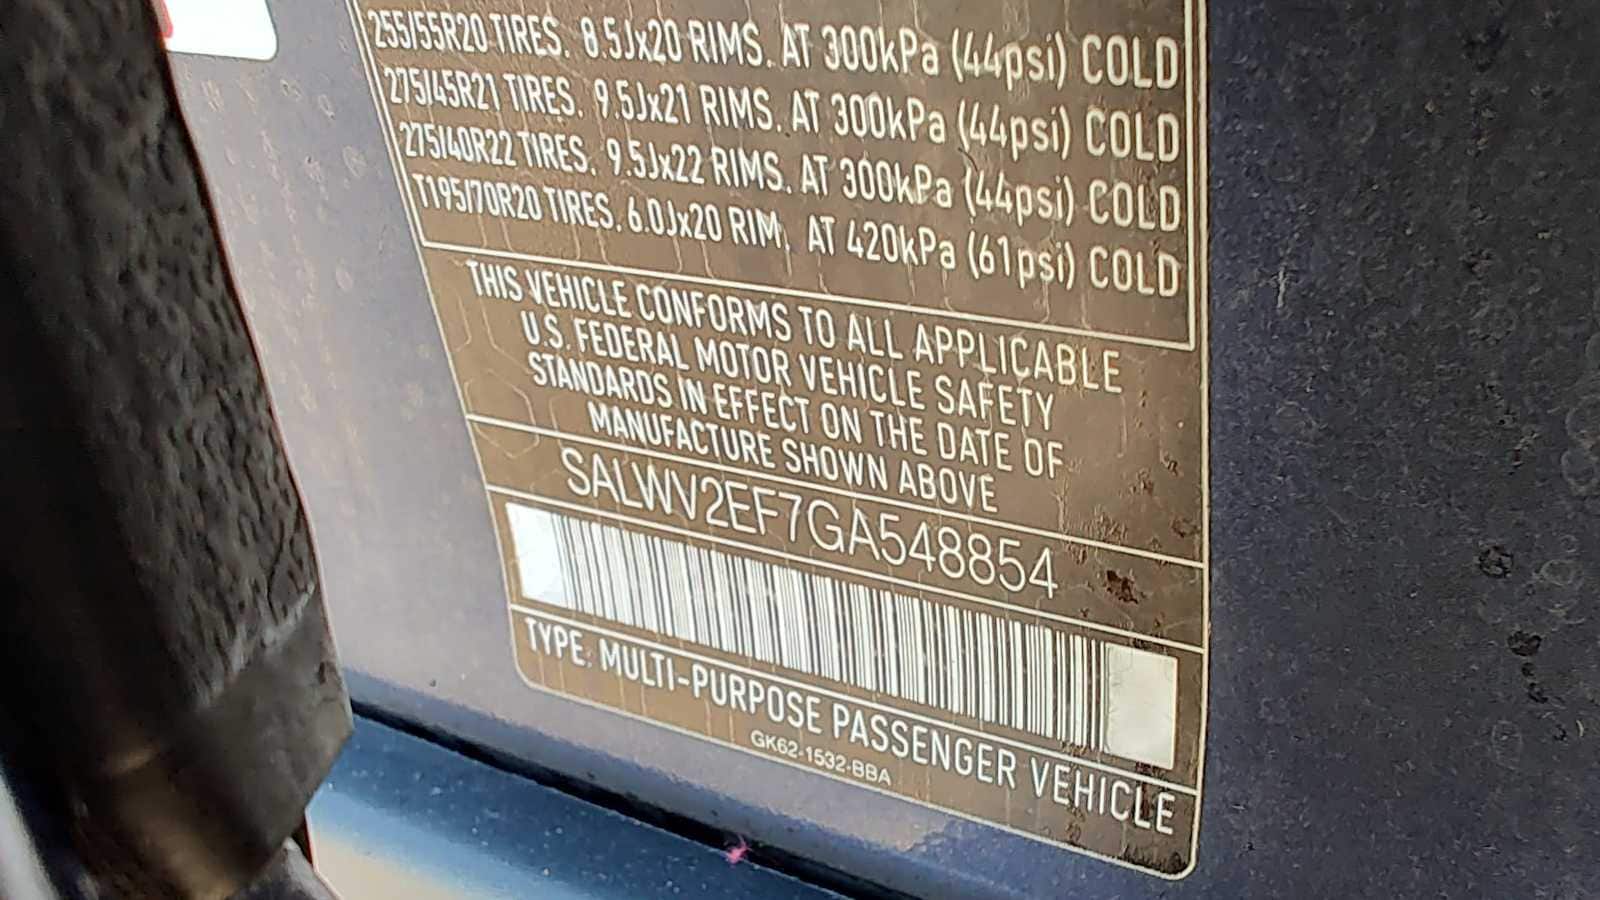 255/55R20 TIRES. 8.5Jx20 RIMS. AT 300kPa (44psi) COLD
275/45R21 TIRES. 9.5Jx21 RIMS. AT 300kPa (44psi) COLD
275/40R22 TIRES. 9.5Jx22 RIMS. AT 300kPa (44psi) COLD
T195/70R20 TIRES. 6.0Jx20 RIM. AT 420kPa (61psi) COLD
THIS VEHICLE CONFORMS TO ALL APPLICABLE
U.S. FEDERAL MOTOR VEHICLE SAFETY
STANDARDS IN EFFECT ON THE DATE OF
MANUFACTURE SHOWN ABOVE
SALWV2EF7GA548854
TYPE: MULTI-PURPOSE PASSENGER VEHICLE
GK62-1532-BBA